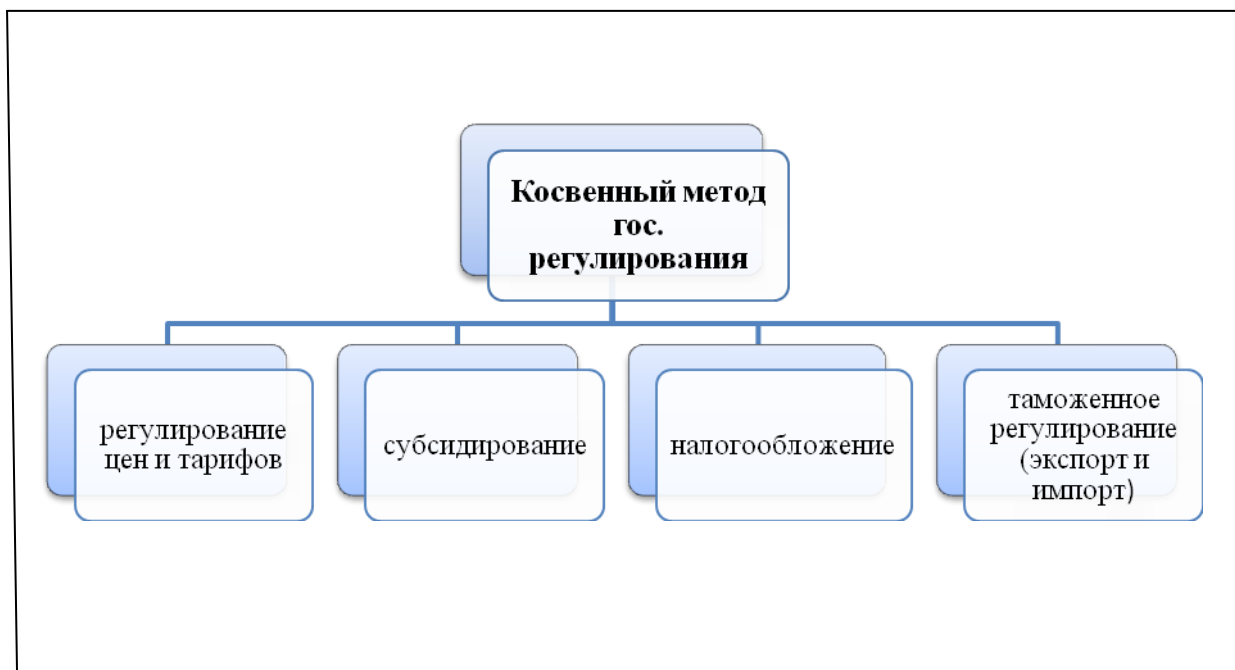 Косвенный метод
гос.
регулирования
регулирование
цен и тарифов
субсидирование
налогообложение
таможенное
регулирование
(экспорт и
импорт)